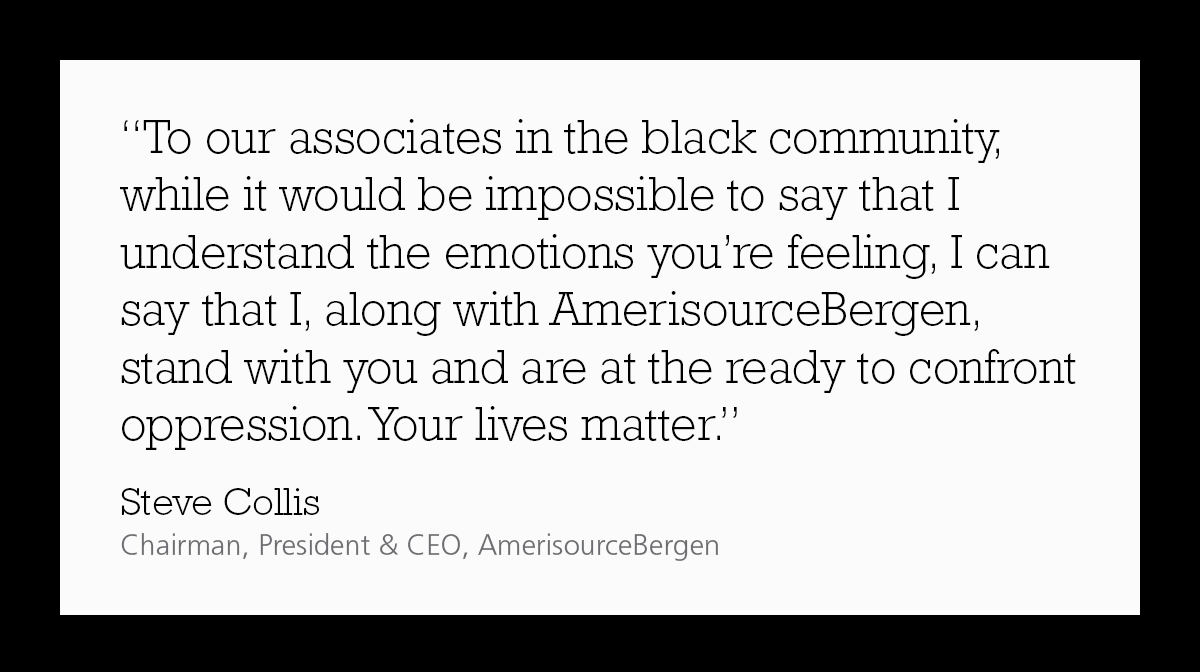 “To our associates in the black community,
while it would be impossible to say that I
understand the emotions you’re feeling, I can
say that I, along with AmerisourceBergen,
stand with you and are at the ready to confront
oppression. Your lives matter.”
Steve Collis
Chairman, President & CEO, AmerisourceBergen